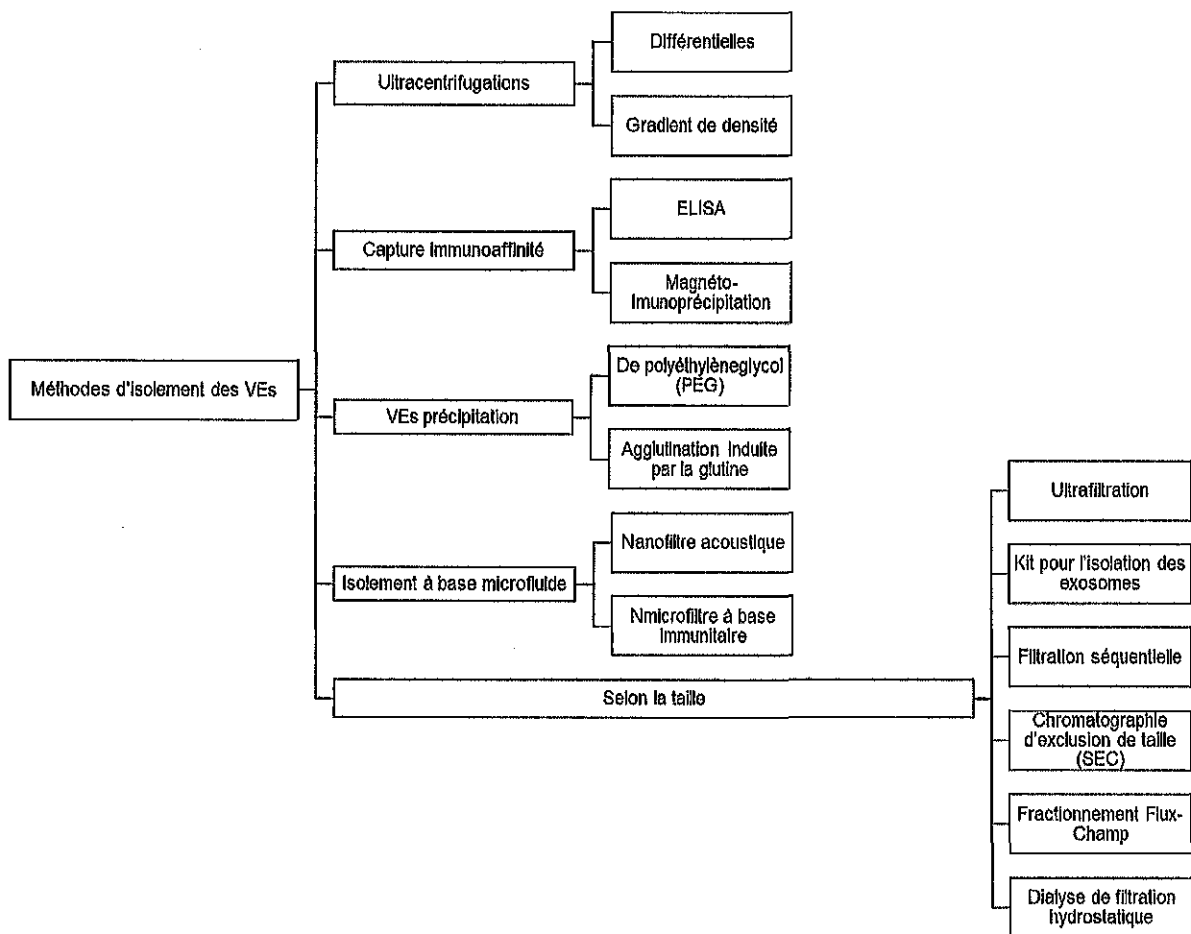 Méthodes d'isolement des VEs
Ultracentrifugations
Différentielles
Gradient de densité
Capture immunoaffinité
ELISA
Magnéto-
Imunoprécipitation
VEs précipitation
De polyéthylèneglycol
(PEG)
Agglutination induite
par la glutine
Isolement à base microfluide
Nanofiltre acoustique
Nmicrofiltre à base
immunitaire
Selon la taille
Ultrafiltration
Kit pour l'isolation des
exosomes
Filtration séquentielle
Chromatographie
d'exclusion de taille
(SEC)
Fractionnement Flux-
Champ
Dialyse de filtration
hydrostatique